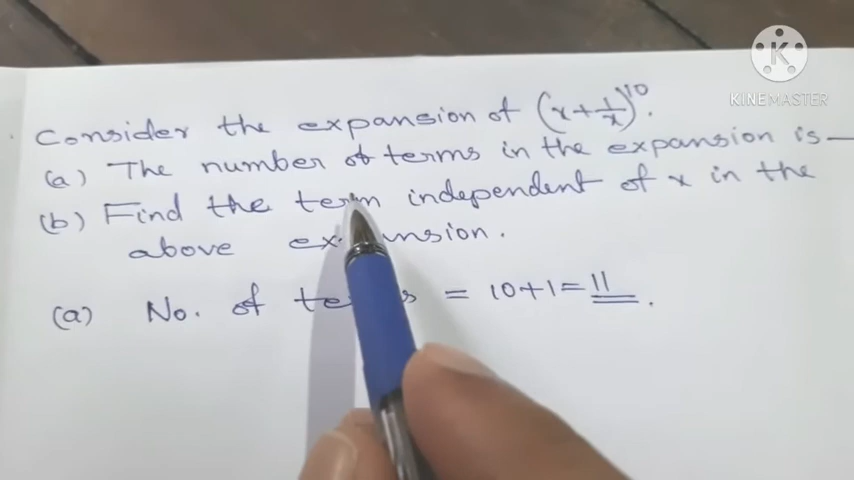 KINEMASTER
Consider the expansion of (x+1/x)^10.
(a) The number of terms in the expansion is —
(b) Find the term independent of x in the
above expansion.
(a) No. of = 10+1 = 11.